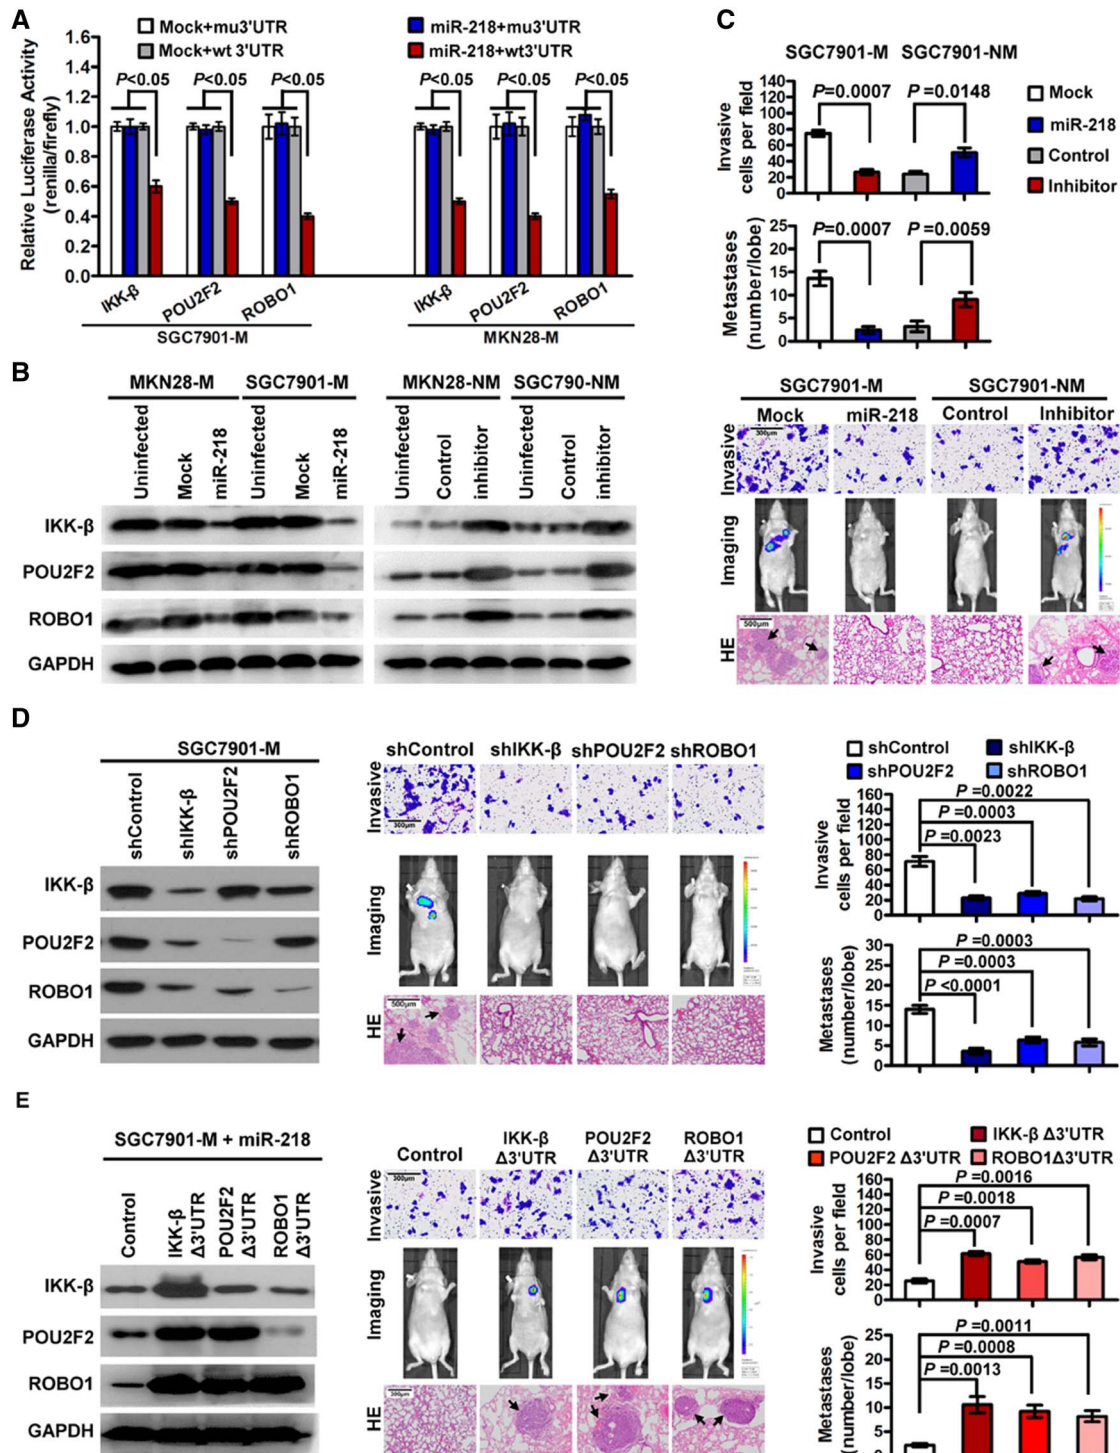 A
Mock+mu3'UTR
Mock+wt 3'UTR
miR-218+mu3'UTR
miR-218+wt3'UTR
Relative Luciferase Activity
(renilla/firefly)
1.6
1.4
1.2
1.0
0.8
0.6
0.4
0.2
0.0
P<0.05 P<0.05 P<0.05
P<0.05 P<0.05 P<0.05
IKK-β POU2F2 ROBO1
IKK-β POU2F2 ROBO1
SGC7901-M
MKN28-M
C
SGC7901-M SGC7901-NM
Invasive
cells per field
140
120
100
80
60
40
20
0
P=0.0007 P=0.0148
Mock
miR-218
Control
Inhibitor
Metastases
(number/lobe)
25
20
15
10
5
0
P=0.0007 P=0.0059
SGC7901-M SGC7901-NM
Mock miR-218 Control Inhibitor
Invasive
300μm
Imaging
HE
500μm
B
MKN28-M SGC7901-M MKN28-NM SGC790-NM
Uninfected Mock miR-218 Uninfected Mock miR-218
Uninfected Control inhibitor Uninfected Control inhibitor
IKK-β
POU2F2
ROBO1
GAPDH
D
SGC7901-M
shControl shIKK-β shPOU2F2 shROBO1
IKK-β
POU2F2
ROBO1
GAPDH
shControl shIKK-β shPOU2F2 shROBO1
Invasive
300μm
Imaging
HE
500μm
shControl shIKK-β
shPOU2F2 shROBO1
Invasive
cells per field
160
140
120
100
80
60
40
20
0
P =0.0022
P =0.0003
P =0.0023
Metastases
(number/lobe)
30
25
20
15
10
5
0
P =0.0003
P =0.0003
P <0.0001
E
SGC7901-M + miR-218
Control IKK-β Δ3'UTR POU2F2 Δ3'UTR ROBO1 Δ3'UTR
IKK-β
POU2F2
ROBO1
GAPDH
Control IKK-β POU2F2 ROBO1
Δ3'UTR Δ3'UTR Δ3'UTR
Invasive
300μm
Imaging
HE
300μm
Control IKK-β Δ3'UTR
POU2F2 Δ3'UTR ROBO1Δ3'UTR
Invasive
cells per field
160
140
120
100
80
60
40
20
0
P =0.0016
P =0.0018
P =0.0007
Metastases
(number/lobe)
25
20
15
10
5
P =0.0011
P =0.0008
P =0.0013